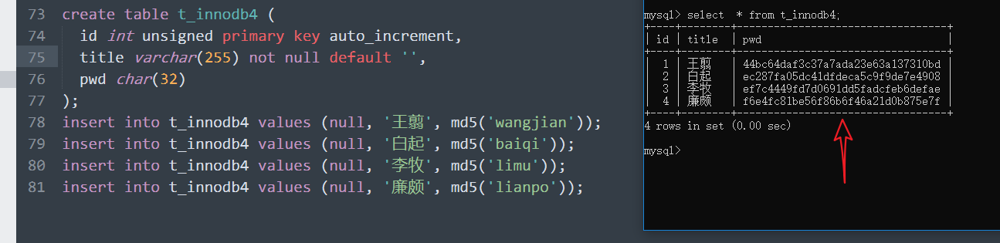 73 create table t_innodb4 (
74 id int unsigned primary key auto_increment,
75 title varchar(255) not null default '',
76 pwd char(32)
77 );
78 insert into t_innodb4 values (null, '王翦', md5('wangjian'));
79 insert into t_innodb4 values (null, '白起', md5('baiqi'));
80 insert into t_innodb4 values (null, '李牧', md5('limu'));
81 insert into t_innodb4 values (null, '廉颇', md5('lianpo'));
mysql> select * from t_innodb4;
+----+-------+----------------------------------+
| id | title | pwd |
+----+-------+----------------------------------+
| 1 | 王翦 | 44bc64daf3c37a7ada23e63a137310bd
| 2 | 白起 | ec287fa05dc41dfdeca5c9f9de7e4908
| 3 | 李牧 | ef7c4449fd7d0691dd5fadcfeb6defae
| 4 | 廉颇 | f6e4fc81be56f86b6f46a21d0b875e7f
+----+-------+----------------------------------+
4 rows in set (0.00 sec)
mysql>